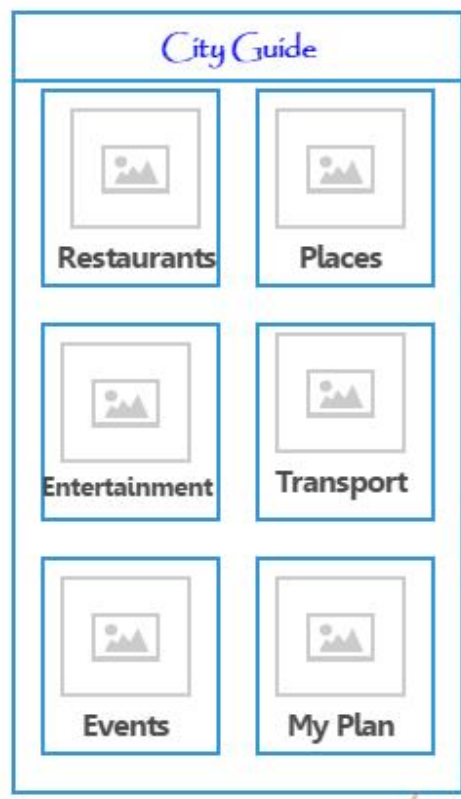 City Guide
Restaurants
Places
Entertainment
Transport
Events
My Plan